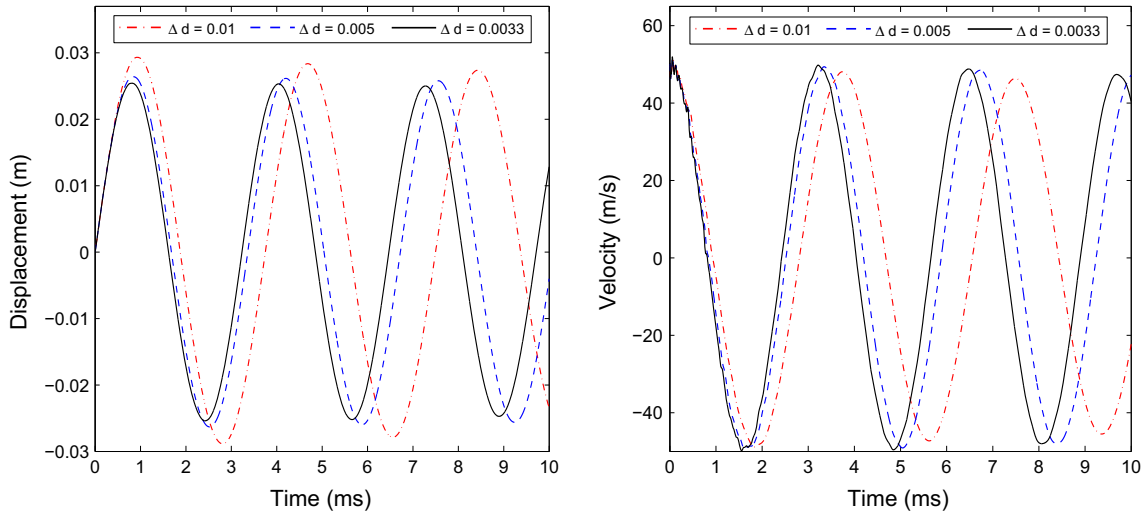 Δ d = 0.01 Δ d = 0.005 Δ d = 0.0033
0.03
0.02
0.01
0
−0.01
−0.02
−0.03
Displacement (m)
0 1 2 3 4 5 6 7 8 9 10
Time (ms)
Δ d = 0.01 Δ d = 0.005 Δ d = 0.0033
60
40
20
0
−20
−40
Velocity (m/s)
0 1 2 3 4 5 6 7 8 9 10
Time (ms)